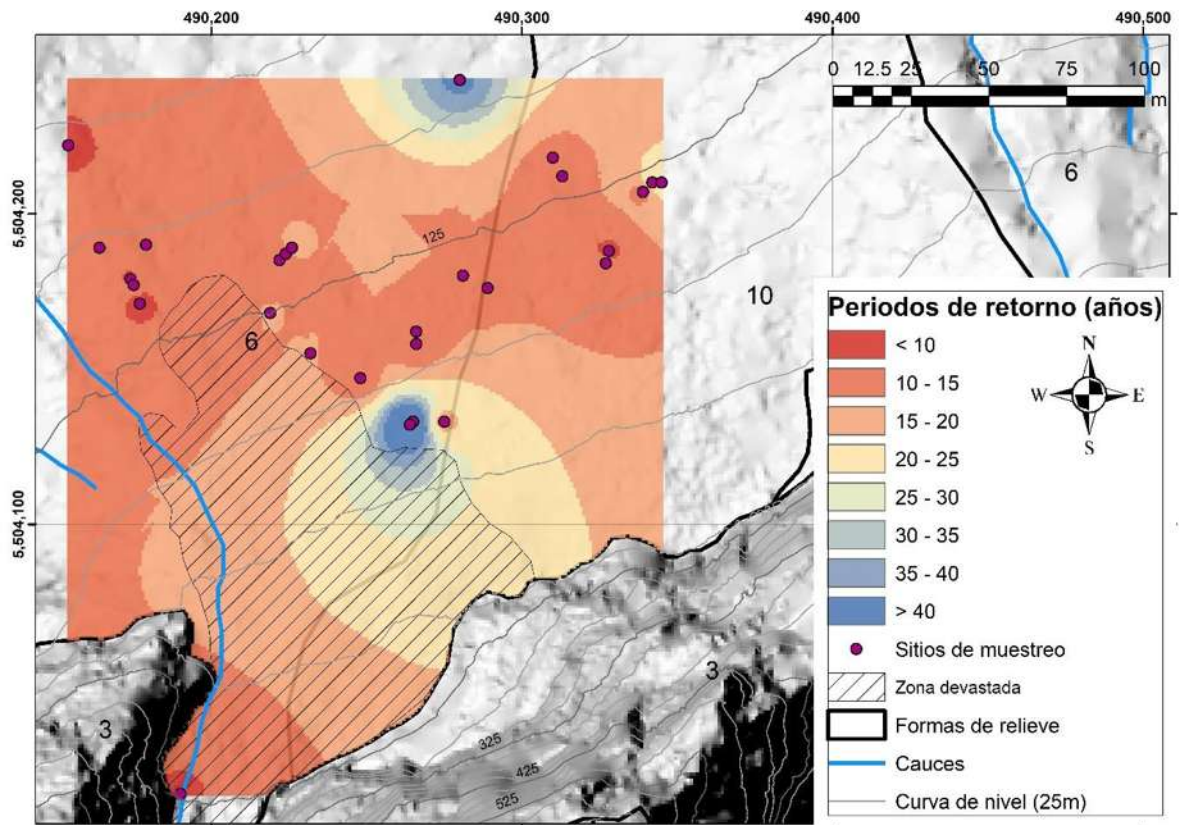 490,200 490,300 490,400 490,500
0 12.5 25 50 75 100
m
6
5,504,200
125
10
6
5,504,100
3
3
325
425
525
Periodos de retorno (años)
< 10
10 - 15
15 - 20
20 - 25
25 - 30
30 - 35
35 - 40
> 40
Sitios de muestreo
Zona devastada
Formas de relieve
Cauces
Curva de nivel (25m)
N
W E
S